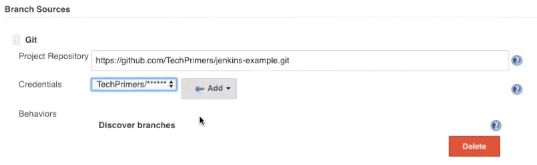 Branch Sources
Git
Project Repository https://github.com/TechPrimers/jenkins-example.git
Credentials TechPrimers/****** Add
Behaviors
Discover branches
Delete